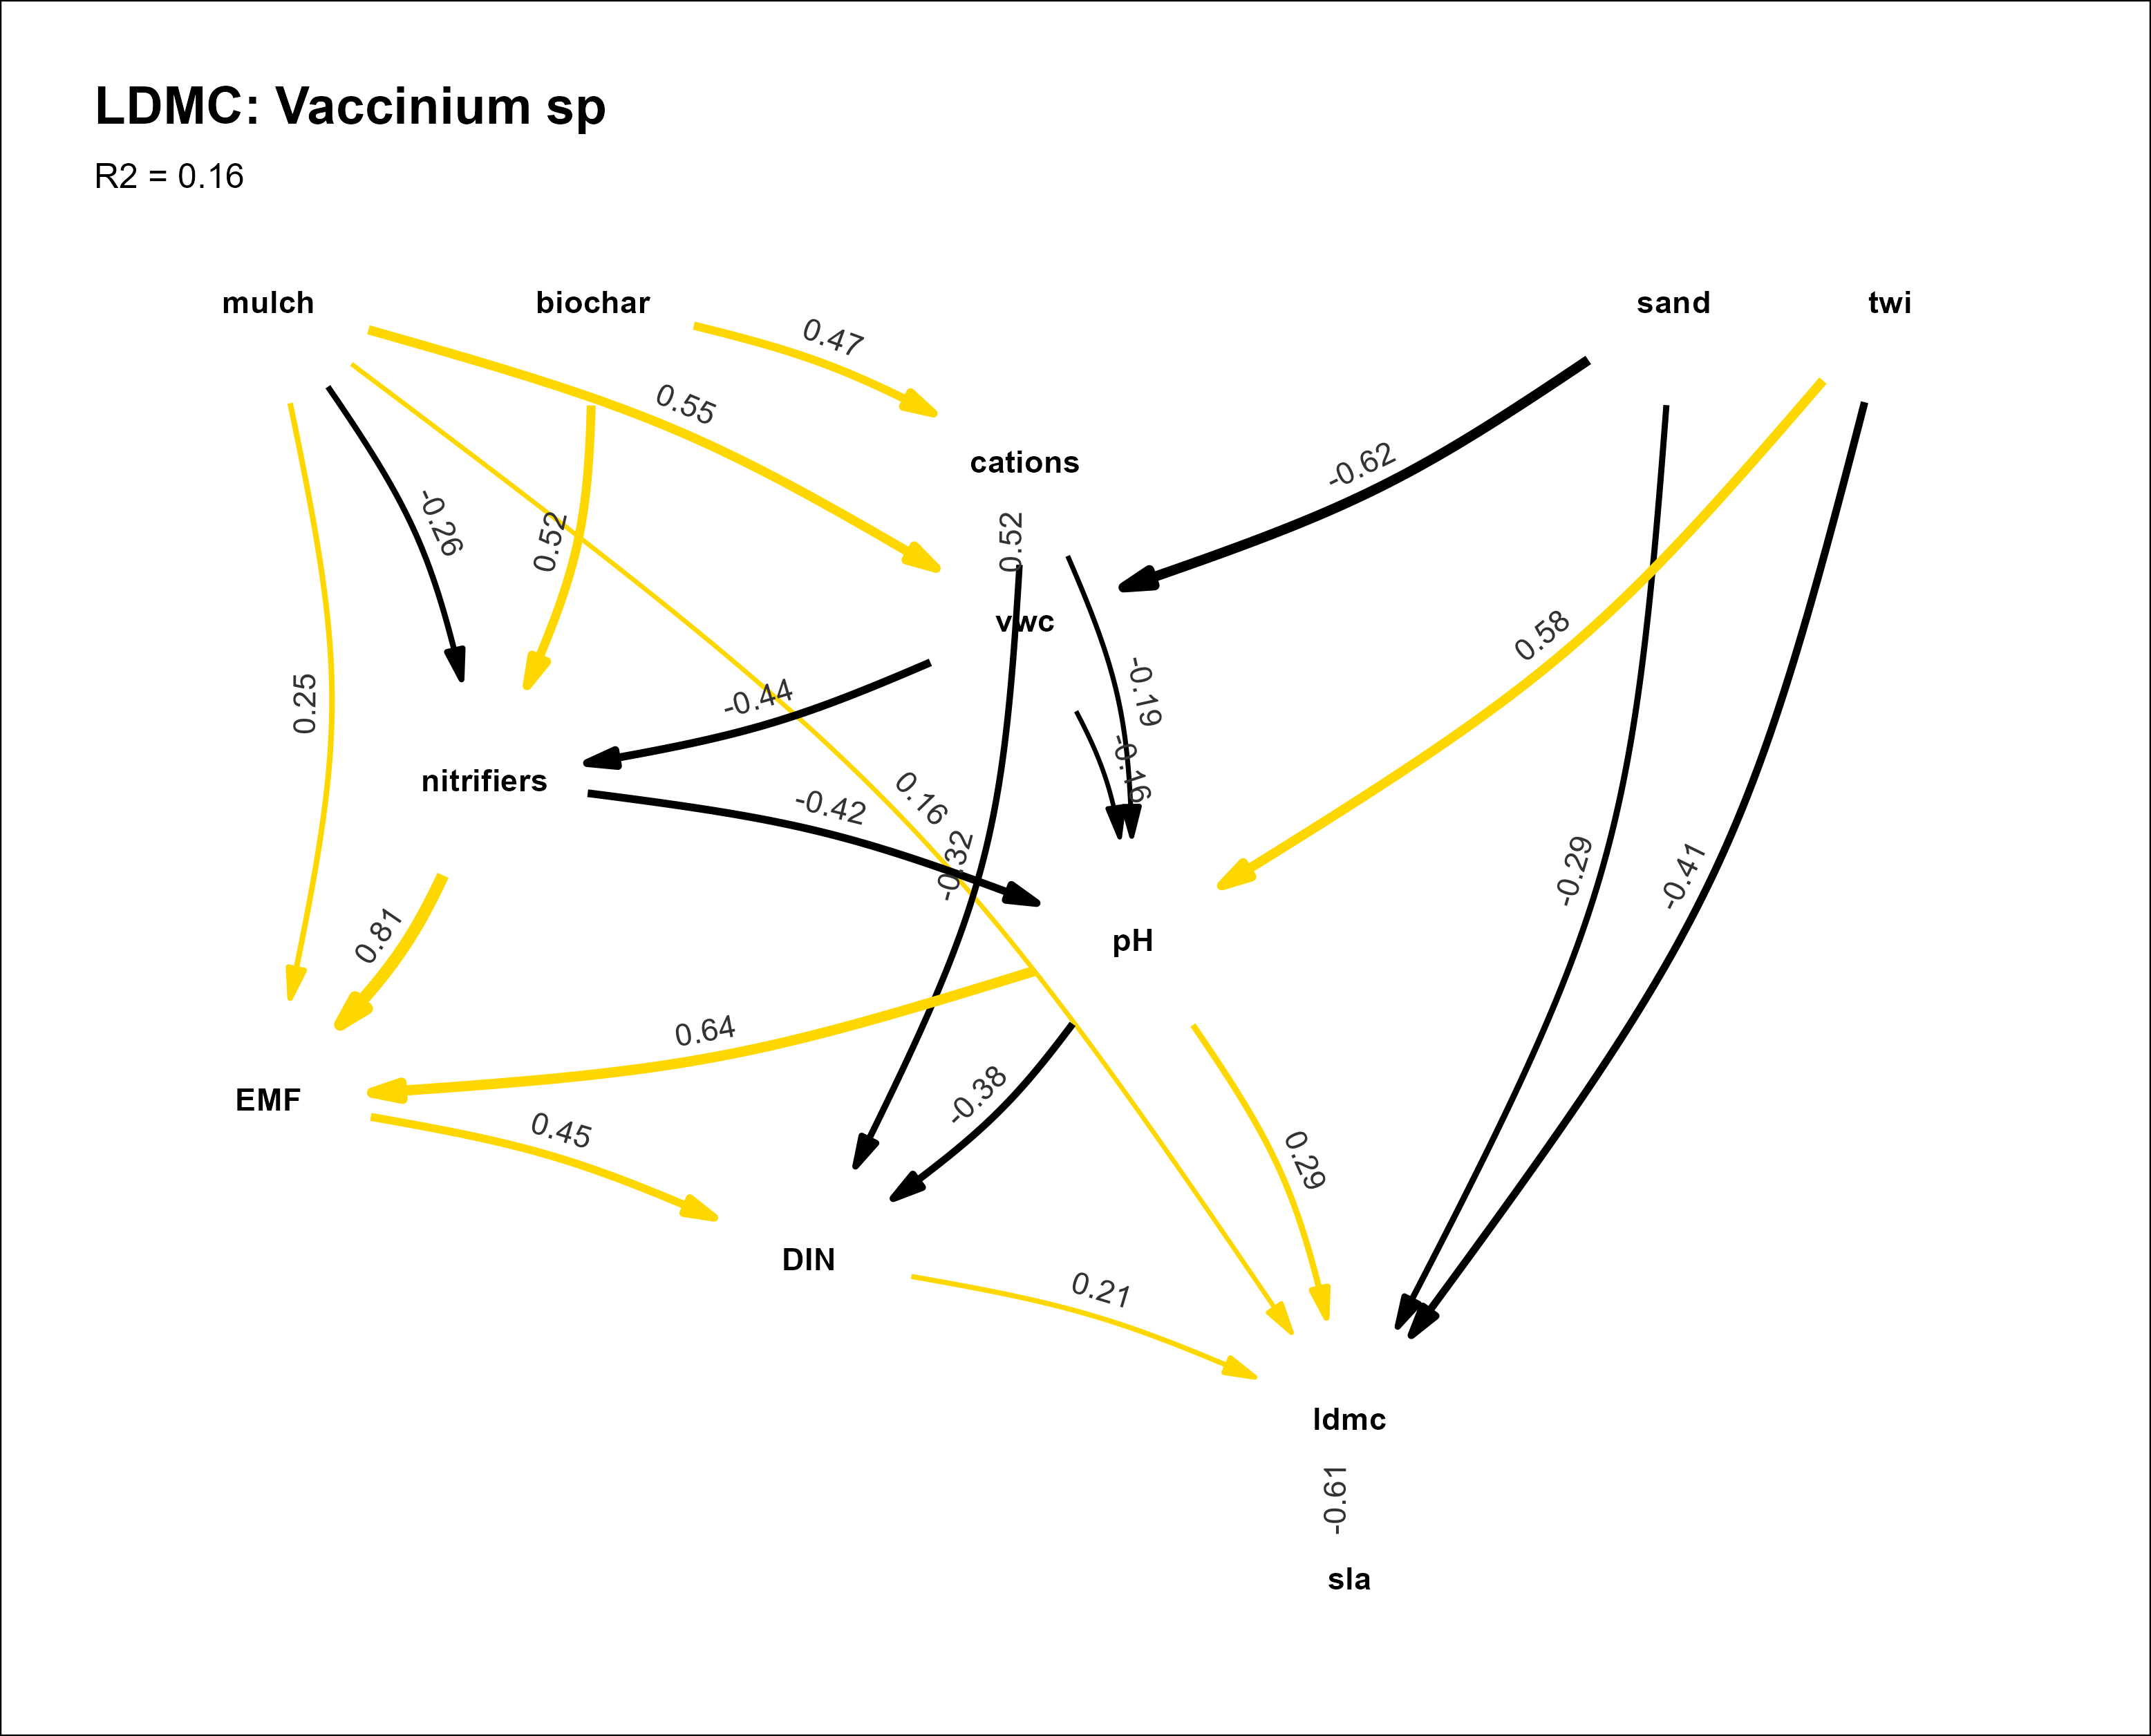 LDMC: Vaccinium sp
R2 = 0.16
mulch
biochar
sand
twi
0.47
0.55
cations
-0.62
-0.26
0.52
0.52
vwc
0.58
0.25
-0.44
-0.19
-0.16
nitrifiers
-0.42
0.16
-0.32
-0.29
-0.41
0.81
pH
0.64
EMF
-0.38
0.45
0.29
DIN
0.21
ldmc
-0.61
sla